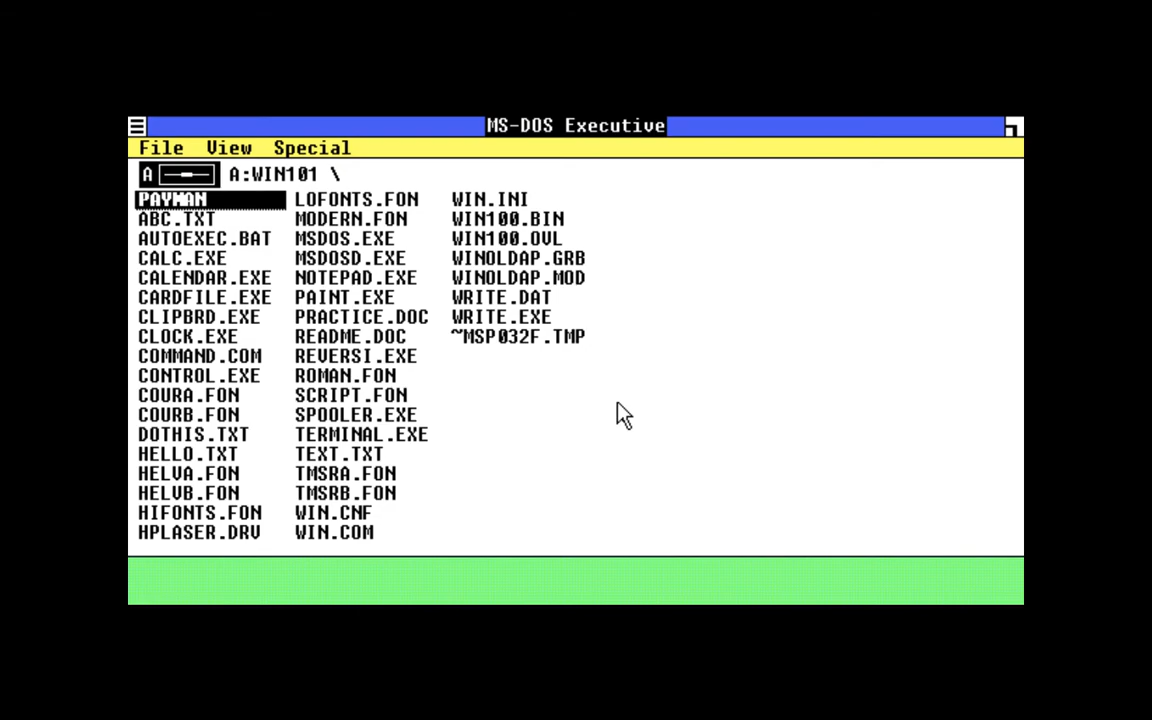 MS-DOS Executive
File View Special
A A:WIN101 \
PAYMAN LOFONTS.FON WIN.INI
ABC.TXT MODERN.FON WIN100.BIN
AUTOEXEC.BAT MSDOS.EXE WIN100.OVL
CALC.EXE MSDOSD.EXE WINOLDAP.GRB
CALENDAR.EXE NOTEPAD.EXE WINOLDAP.MOD
CARDFILE.EXE PAINT.EXE WRITE.DAT
CLIPBRD.EXE PRACTICE.DOC WRITE.EXE
CLOCK.EXE README.DOC ~MSP032F.TMP
COMMAND.COM REVERSI.EXE
CONTROL.EXE ROMAN.FON
COURA.FON SCRIPT.FON
COURB.FON SPOOLER.EXE
DOTHIS.TXT TERMINAL.EXE
HELLO.TXT TEXT.TXT
HELVA.FON TMSRA.FON
HELVB.FON TMSRB.FON
HIFONTS.FON WIN.CNF
HPLASER.DRV WIN.COM